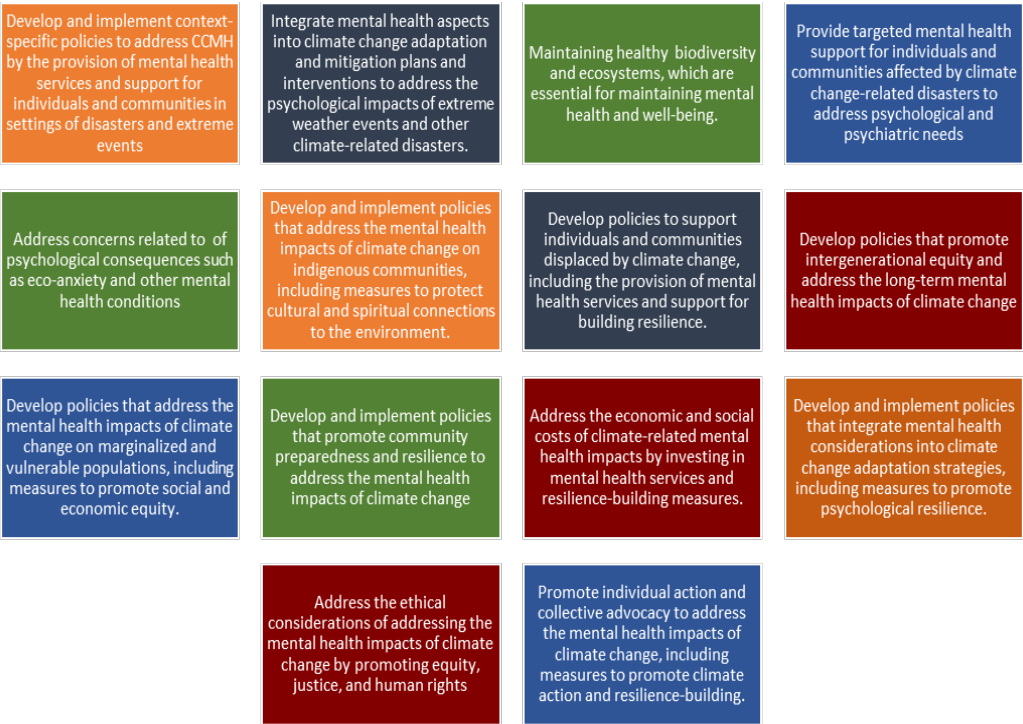 Develop and implement context-
specific policies to address CCMH
by the provision of mental health
services and support for
individuals and communities in
settings of disasters and extreme
events
Integrate mental health aspects
into climate change adaptation
and mitigation plans and
interventions to address the
psychological impacts of extreme
weather events and other
climate-related disasters.
Maintaining healthy biodiversity
and ecosystems, which are
essential for maintaining mental
health and well-being.
Provide targeted mental health
support for individuals and
communities affected by climate
change-related disasters to
address psychological and
psychiatric needs
Address concerns related to of
psychological consequences such
as eco-anxiety and other mental
health conditions
Develop and implement policies
that address the mental health
impacts of climate change on
indigenous communities,
including measures to protect
cultural and spiritual connections
to the environment.
Develop policies to support
individuals and communities
displaced by climate change,
including the provision of mental
health services and support for
building resilience.
Develop policies that promote
intergenerational equity and
address the long-term mental
health impacts of climate change
Develop policies that address the
mental health impacts of climate
change on marginalized and
vulnerable populations, including
measures to promote social and
economic equity.
Develop and implement policies
that promote community
preparedness and resilience to
address the mental health
impacts of climate change
Address the economic and social
costs of climate-related mental
health impacts by investing in
mental health services and
resilience-building measures.
Develop and implement policies
that integrate mental health
considerations into climate
change adaptation strategies,
including measures to promote
psychological resilience.
Address the ethical
considerations of addressing the
mental health impacts of climate
change by promoting equity,
justice, and human rights
Promote individual action and
collective advocacy to address
the mental health impacts of
climate change, including
measures to promote climate
action and resilience-building.